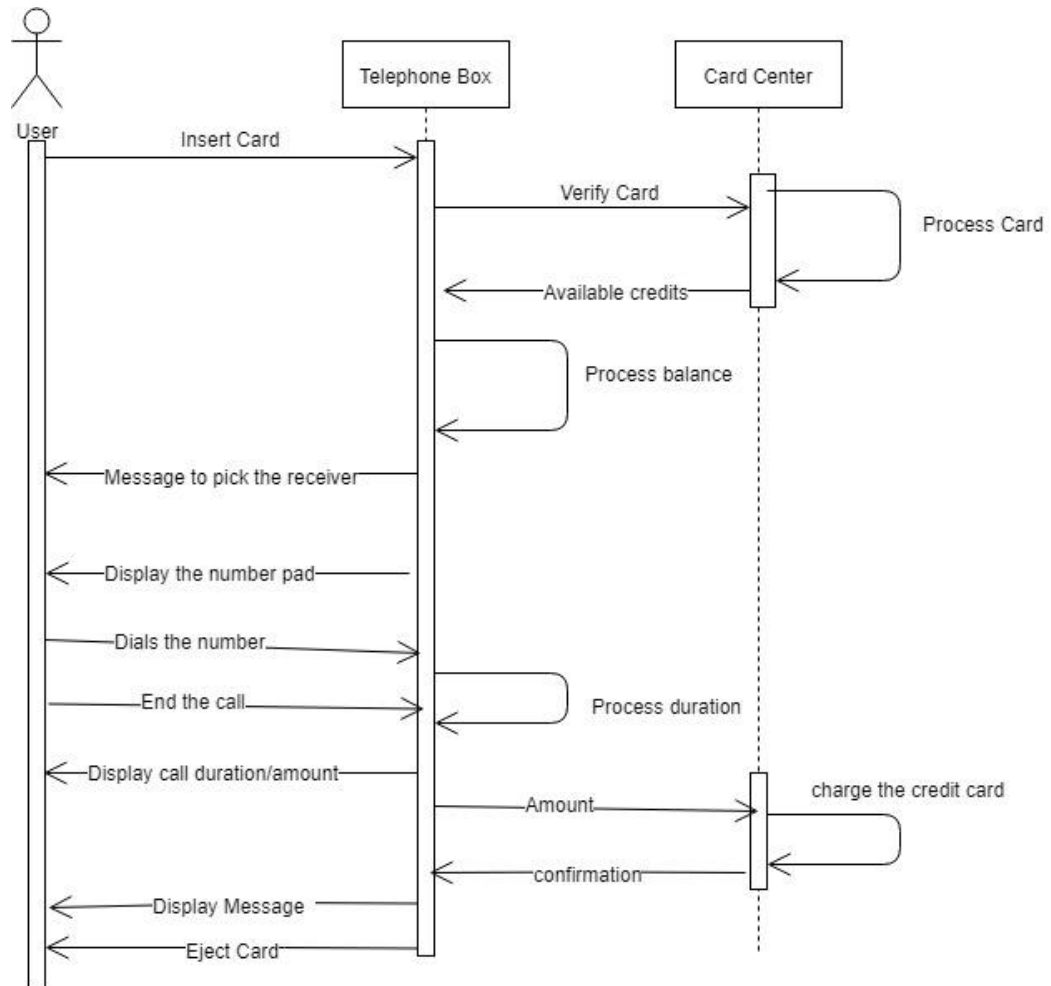 Telephone Box
Card Center
User
Insert Card
Verify Card
Process Card
Available credits
Process balance
Message to pick the receiver
Display the number pad
Dials the number
End the call
Process duration
Display call duration/amount
charge the credit card
Amount
confirmation
Display Message
Eject Card